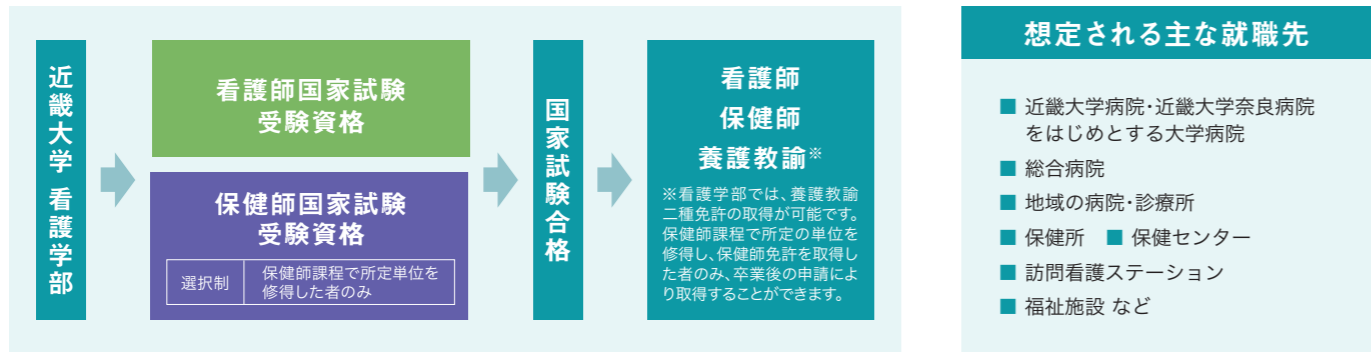 近畿大学 看護学部
看護師国家試験
受験資格
保健師国家試験
受験資格
選択制
保健師課程で所定単位を
修得した者のみ
国家試験合格
看護師
保健師
養護教諭※
※看護学部では、養護教諭
二種免許の取得が可能です。
保健師課程で所定の単位を
修得し、保健師免許を取得し
た者のみ、卒業後の申請によ
り取得することができます。
想定される主な就職先
■ 近畿大学病院・近畿大学奈良病院
をはじめとする大学病院
■ 総合病院
■ 地域の病院・診療所
■ 保健所 ■ 保健センター
■ 訪問看護ステーション
■ 福祉施設 など